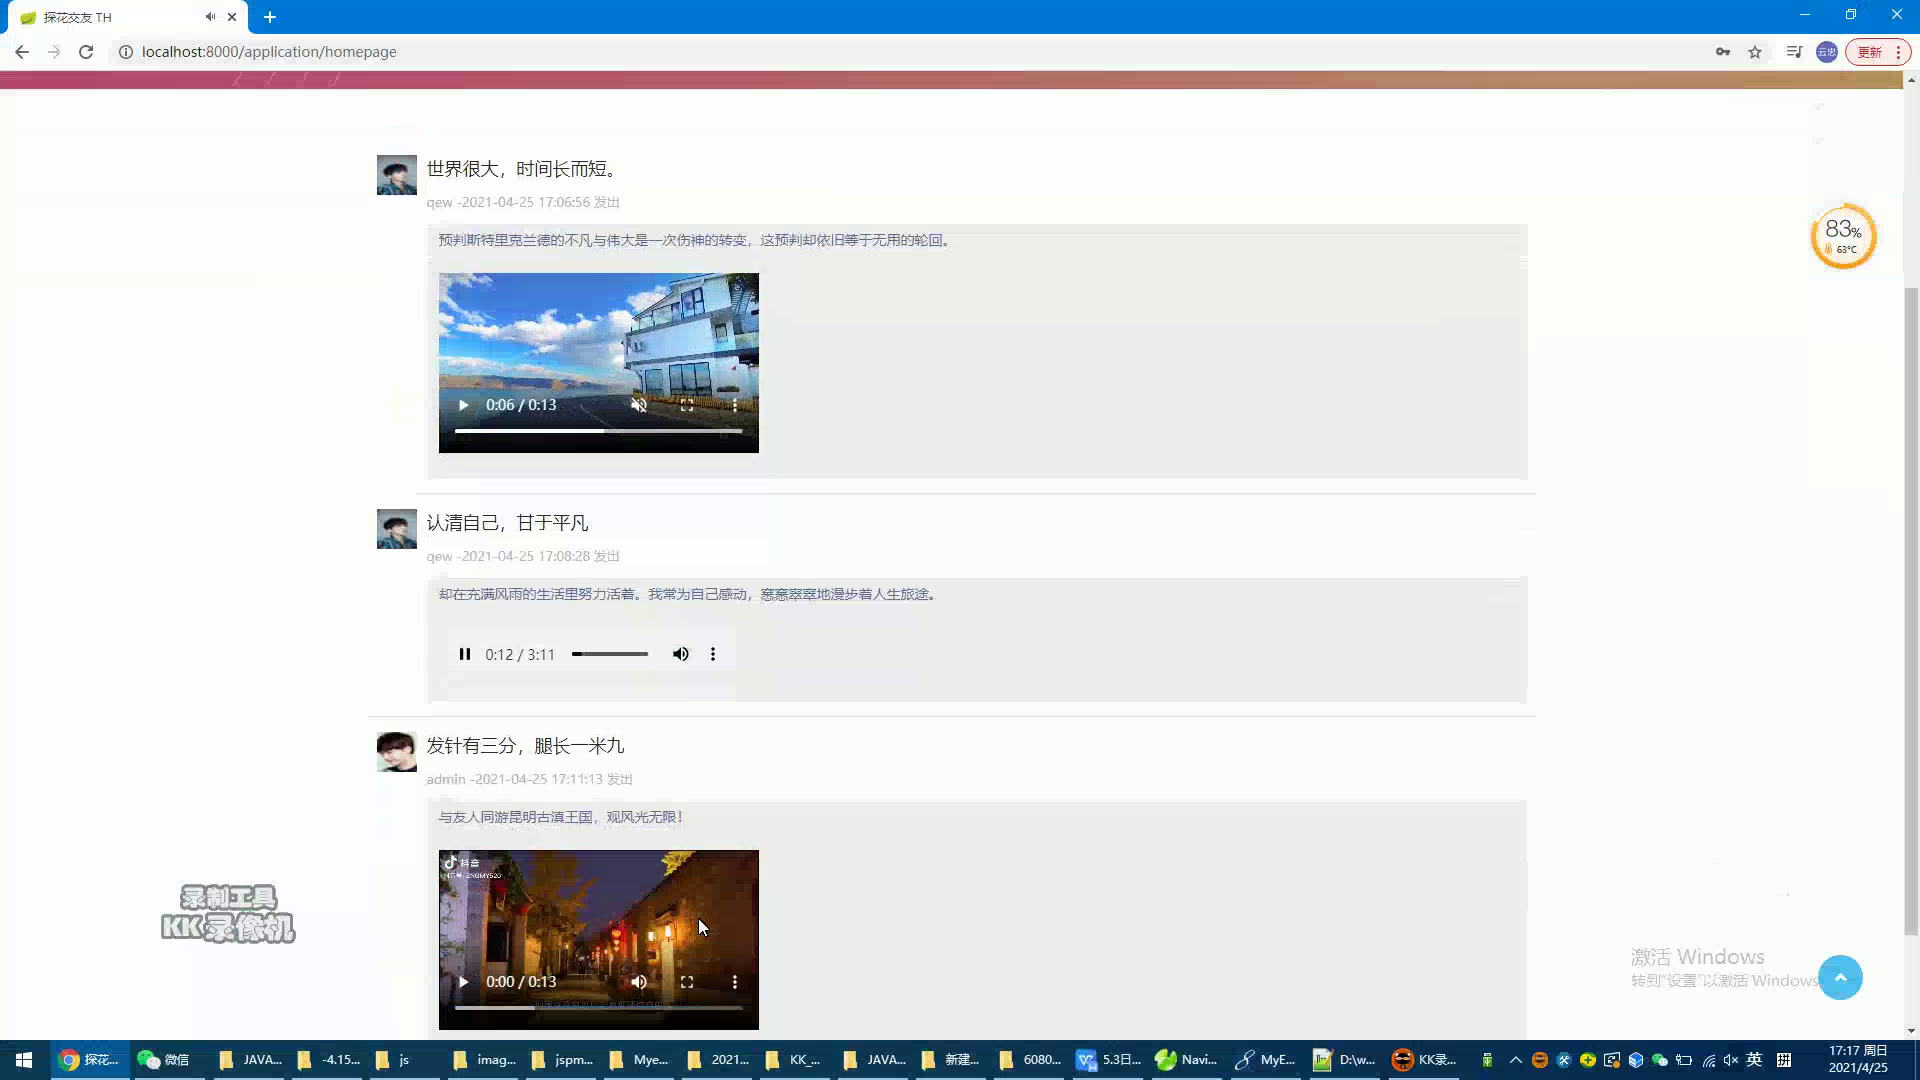 探花交友 TH
localhost:8000/application/homepage
更新
世界很大，时间长而短。
qew -2021-04-25 17:06:56 发出
预判斯特里克兰德的不凡与伟大是一次伤神的转变，这预判却依旧等于无用的轮回。
83%
63°C
0:06 / 0:13
认清自己，甘于平凡
qew -2021-04-25 17:08:28 发出
却在充满风雨的生活里努力活着。我常为自己感动，窸窸窣窣地漫步着人生旅途。
0:12 / 3:11
发针有三分，腿长一米九
admin -2021-04-25 17:11:13 发出
与友人同游昆明古滇王国，观风光无限！
抖音
ZNGMY520
0:00 / 0:13
录制工具
KK 录像机
激活 Windows
转到“设置”以激活 Windows
探花...
微信
JAVA...
-4.15...
js
imag...
jspm...
Mye...
2021...
KK_...
JAVA...
新建...
6080...
5.3日...
Navi...
MyE...
D:\w...
KK录...
英
17:17 周日
2021/4/25